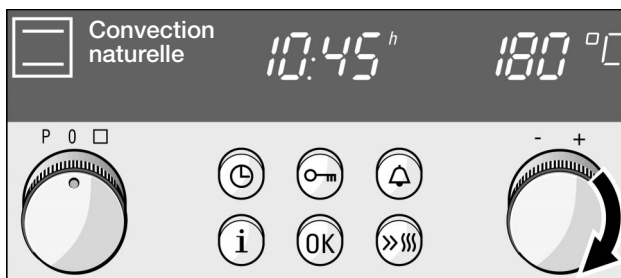 Convection
naturelle
10:45 h
180 °C
P 0
- +
i OK